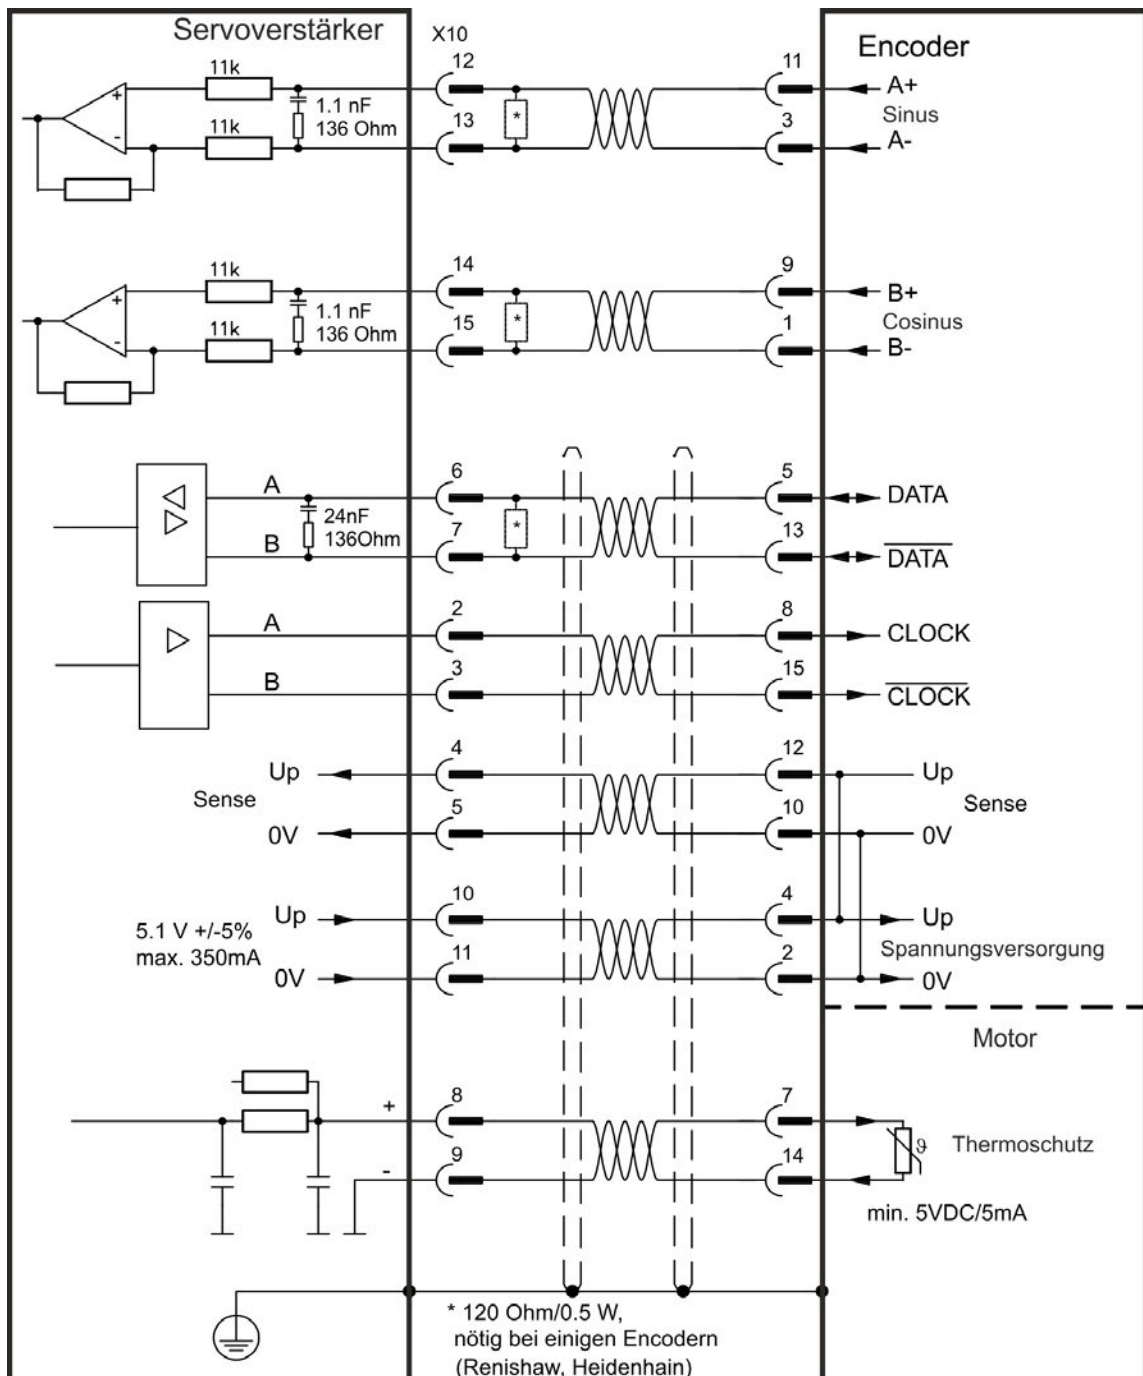 Servoverstärker
X10
Encoder
11k
12
11
A+
+
1.1 nF
*
Sinus
136 Ohm
11k
13
3
-
A-
11k
14
9
B+
+
1.1 nF
*
Cosinus
136 Ohm
11k
15
1
-
B-
A
6
5
DATA
24nF
*
136Ohm
B
7
13
DATA
A
2
8
CLOCK
B
3
15
CLOCK
Up
4
12
Up
Sense
Sense
0V
5
10
0V
Up
10
4
Up
5.1 V +/-5%
max. 350mA
Spannungsversorgung
0V
11
2
0V
Motor
+
8
7
ϑ
Thermoschutz
-
9
14
min. 5VDC/5mA
* 120 Ohm/0.5 W,
nötig bei einigen Encodern
(Renishaw, Heidenhain)